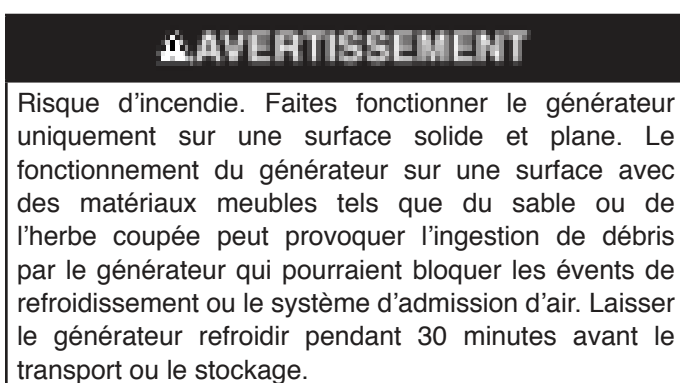 ⚠AVERTISSEMENT
Risque d’incendie. Faites fonctionner le générateur
uniquement sur une surface solide et plane. Le
fonctionnement du générateur sur une surface avec
des matériaux meubles tels que du sable ou de
l’herbe coupée peut provoquer l’ingestion de débris
par le générateur qui pourraient bloquer les évents de
refroidissement ou le système d’admission d’air. Laisser
le générateur refroidir pendant 30 minutes avant le
transport ou le stockage.